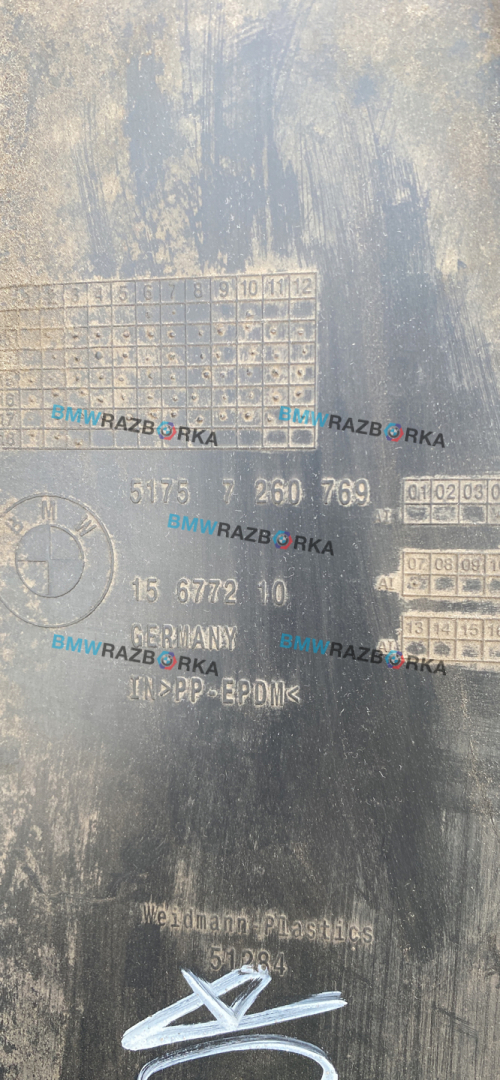 1 2 3 4 5 6 7 8 9 10 11 12
BMWRAZBORKA
BMWRAZBORKA
5175 7 260 769
01 02 03
BMWRAZBORKA
BMW
07 08 09
AL
15 6772 10
13 14 15
GERMANY
BMWRAZBORKA
BMWRAZBORKA
IN>PP-EPDM<
Weidmann-Plastics
51284